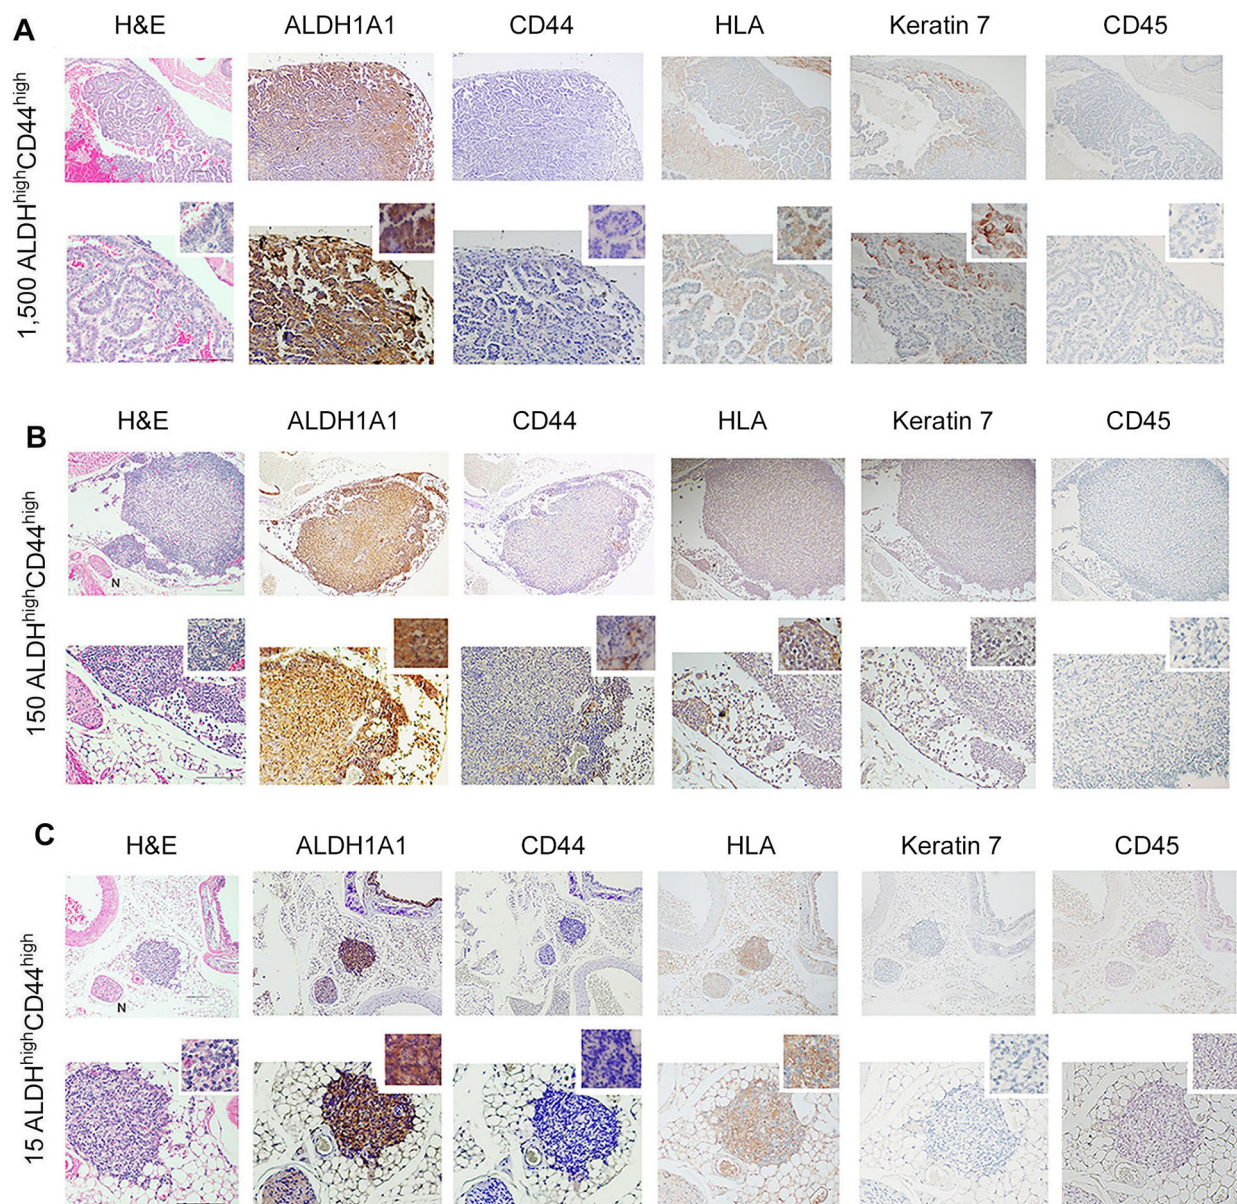 A
H&E ALDH1A1 CD44 HLA Keratin 7 CD45
1,500 ALDHhighCD44high
B
H&E ALDH1A1 CD44 HLA Keratin 7 CD45
150 ALDHhighCD44high
N
C
H&E ALDH1A1 CD44 HLA Keratin 7 CD45
15 ALDHhighCD44high
N